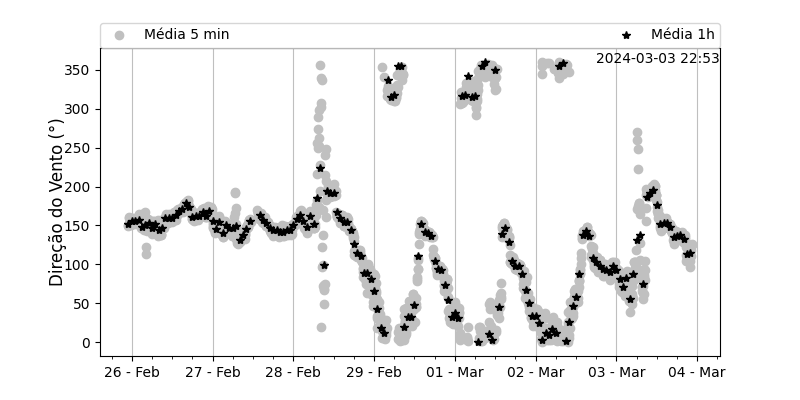 Média 5 min
Média 1h
2024-03-03 22:53
Direção do Vento (°)
350
300
250
200
150
100
50
0
26 - Feb
27 - Feb
28 - Feb
29 - Feb
01 - Mar
02 - Mar
03 - Mar
04 - Mar